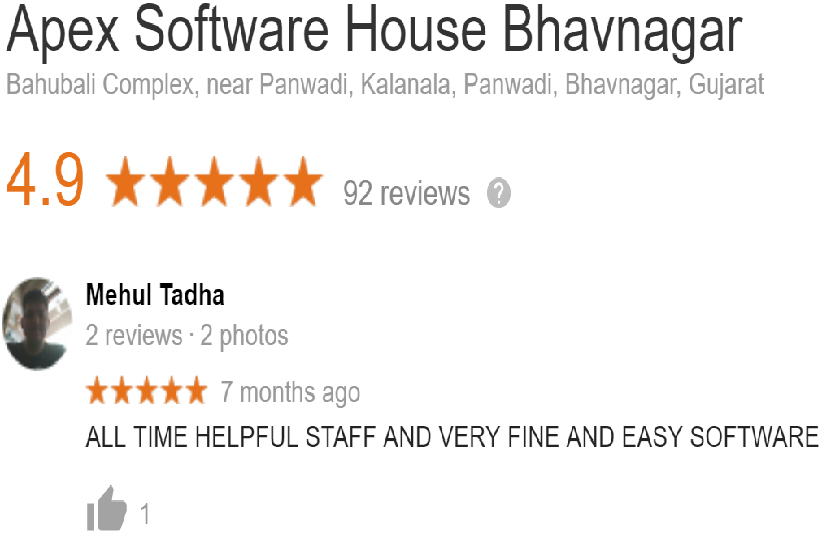 Apex Software House Bhavnagar
Bahubali Complex, near Panwadi, Kalanala, Panwadi, Bhavnagar, Gujarat
4.9 92 reviews ?
Mehul Tadha
2 reviews · 2 photos
7 months ago
ALL TIME HELPFUL STAFF AND VERY FINE AND EASY SOFTWARE
1